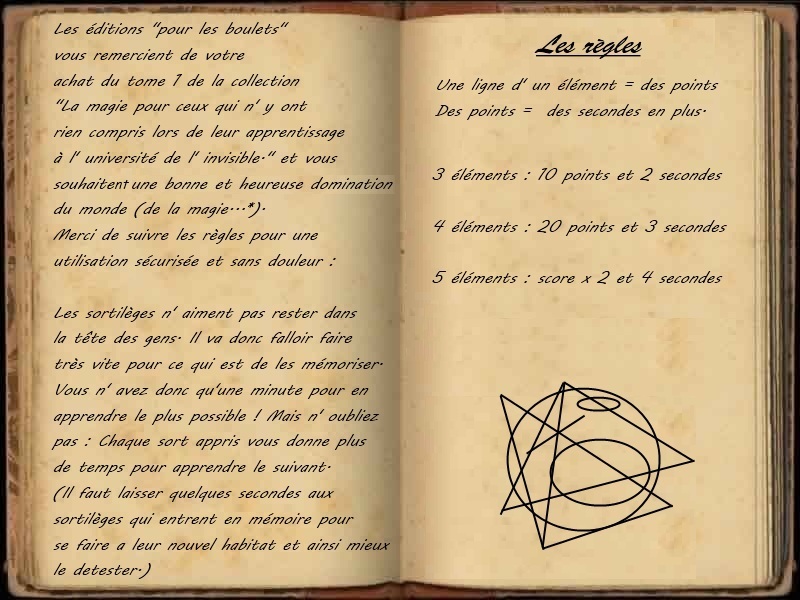 Les éditions "pour les boulets"
vous remercient de votre
achat du tome 1 de la collection
"La magie pour ceux qui n' y ont
rien compris lors de leur apprentissage
à l' université de l' invisible." et vous
souhaitent une bonne et heureuse domination
du monde (de la magie...*).
Merci de suivre les règles pour une
utilisation sécurisée et sans douleur :
Les sortilèges n' aiment pas rester dans
la tête des gens. Il va donc falloir faire
très vite pour ce qui est de les mémoriser.
Vous n' avez donc qu'une minute pour en
apprendre le plus possible ! Mais n' oubliez
pas : Chaque sort appris vous donne plus
de temps pour apprendre le suivant.
(Il faut laisser quelques secondes aux
sortilèges qui entrent en mémoire pour
se faire a leur nouvel habitat et ainsi mieux
le detester.)
Les règles
Une ligne d' un élément = des points
Des points = des secondes en plus.
3 éléments : 10 points et 2 secondes
4 éléments : 20 points et 3 secondes
5 éléments : score x 2 et 4 secondes